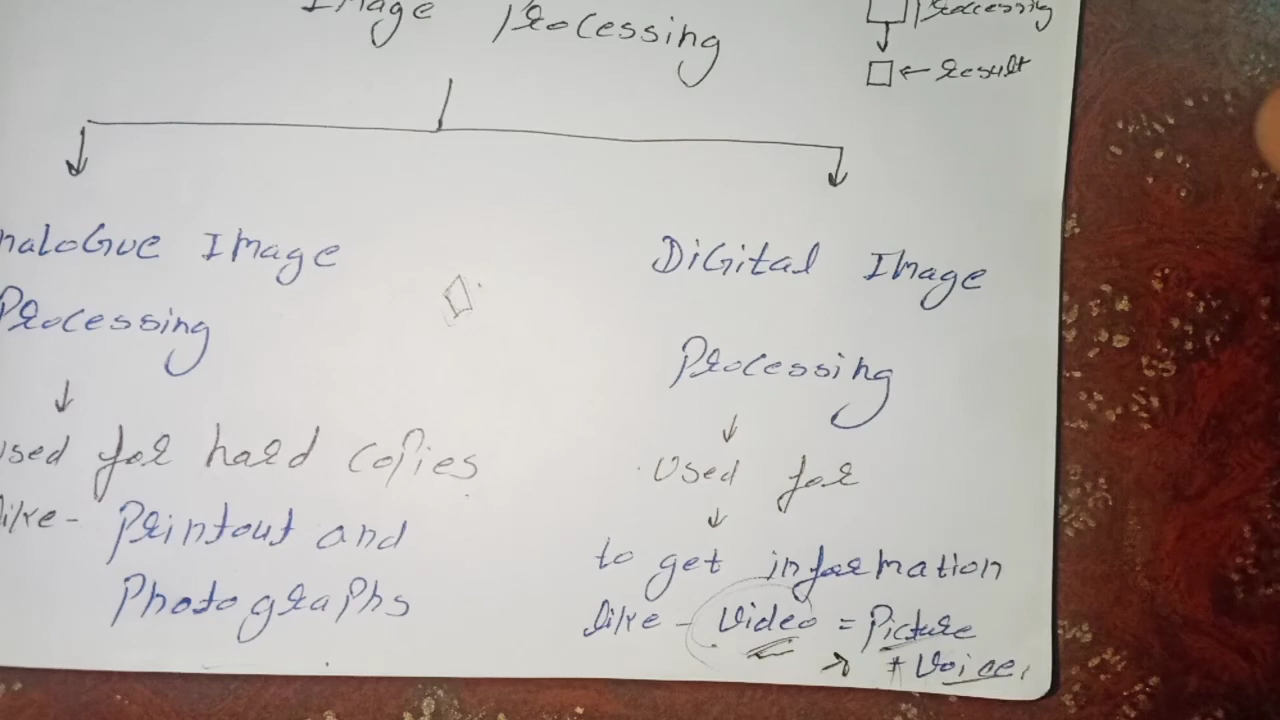 Image Processing
Processing
← Result
naloGue Image
Processing
DiGital Image
Processing
used for hard copies
like - Printout and
Photographs
Used for
to get information
like - Video = Picture
+ Voice,